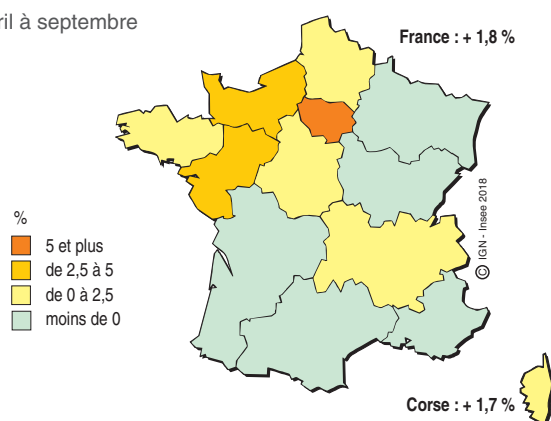 ril à septembre
France : + 1,8 %
%
5 et plus
de 2,5 à 5
de 0 à 2,5
moins de 0
© IGN - Insee 2018
Corse : + 1,7 %